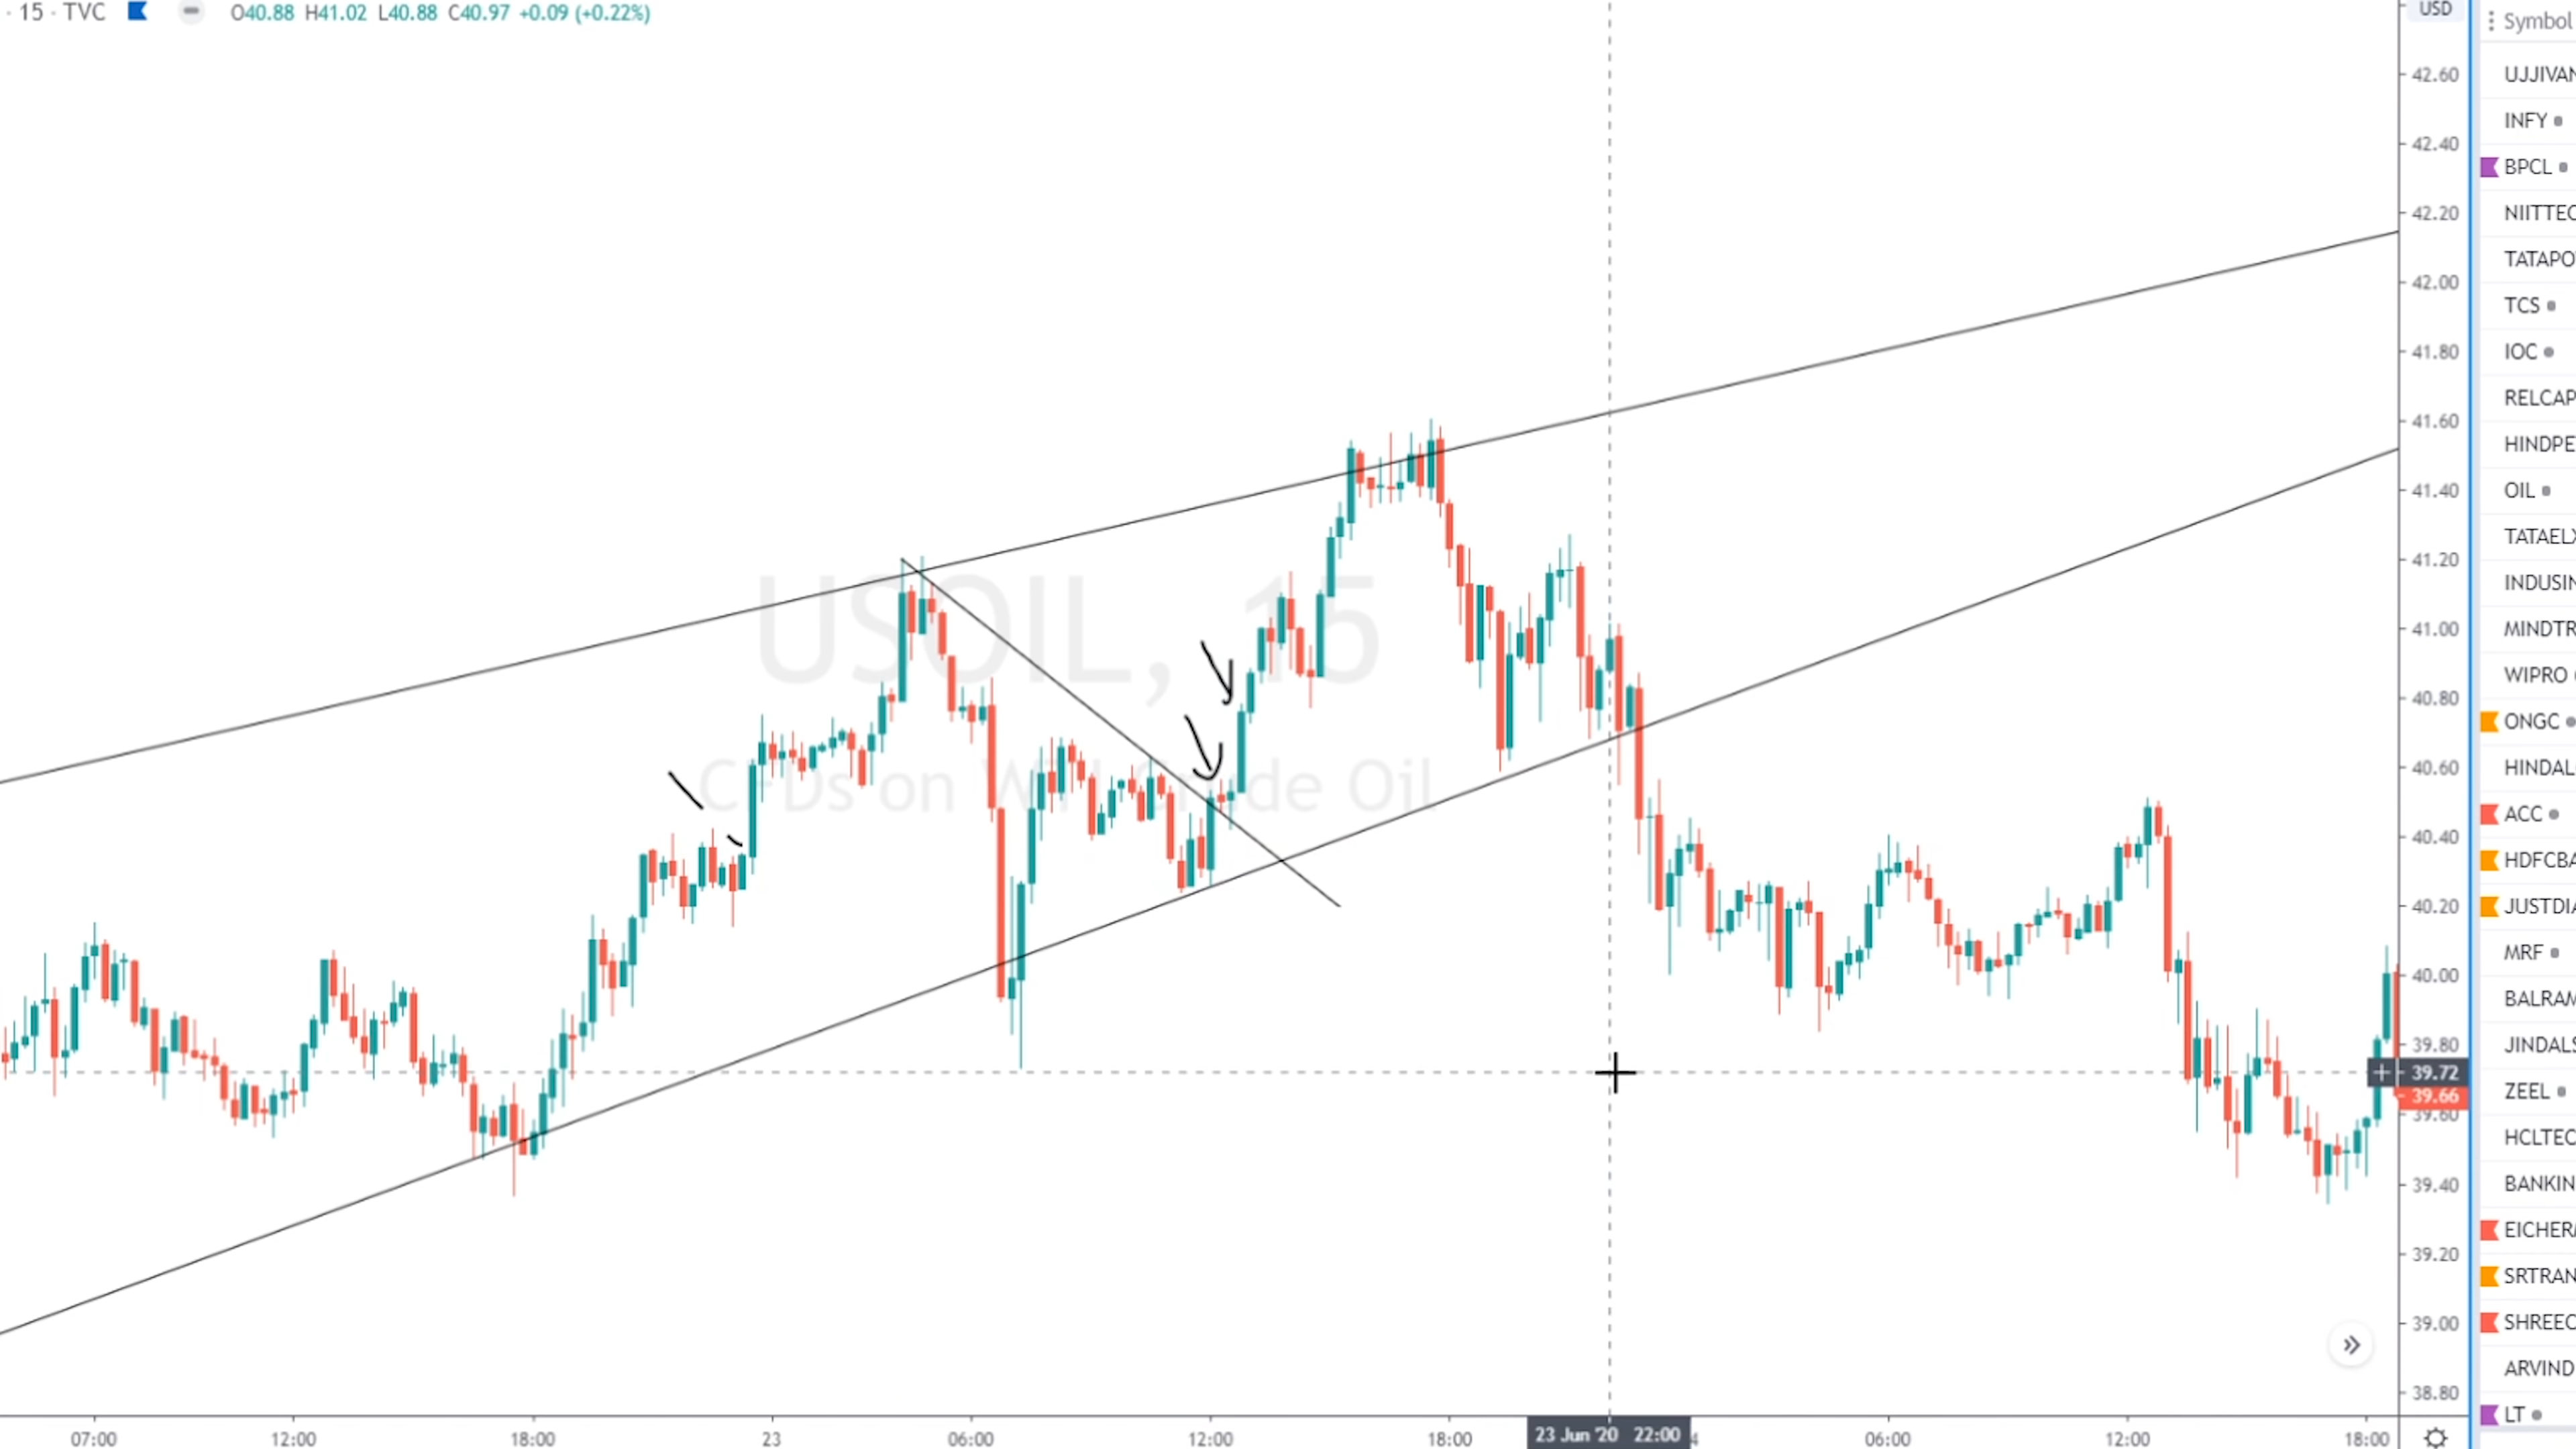 · 15 · TVC O40.88 H41.02 L40.88 C40.97 +0.09 (+0.22%)
USOIL, 15
CFDs on WTI Crude Oil
USD
42.60
42.40
42.20
42.00
41.80
41.60
41.40
41.20
41.00
40.80
40.60
40.40
40.20
40.00
39.80
39.72
39.66
39.60
39.40
39.20
39.00
38.80
07:00 12:00 18:00 23 06:00 12:00 18:00 23 Jun '20 22:00 4 06:00 12:00 18:00
Symbol
UJJIVAN
INFY
BPCL
NIITTEC
TATAPO
TCS
IOC
RELCAP
HINDPE
OIL
TATAELX
INDUSIN
MINDTR
WIPRO
ONGC
HINDAL
ACC
HDFCBA
JUSTDIA
MRF
BALRAM
JINDALS
ZEEL
HCLTEC
BANKIN
EICHER
SRTRAN
SHREEC
ARVIND
LT